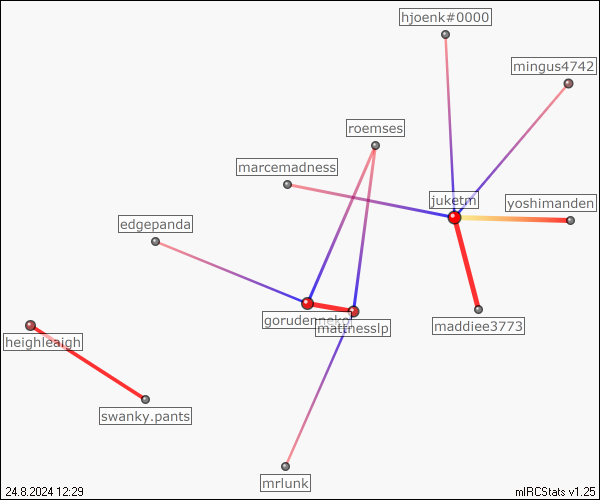 hjoenk#0000
mingus4742
roemses
marcemadness
juketm
yoshimanden
edgepanda
gorudenneko
mattnesslp
maddiee3773
heighleaigh
swanky.pants
mrlunk
24.8.2024 12:29
mIRCStats v1.25